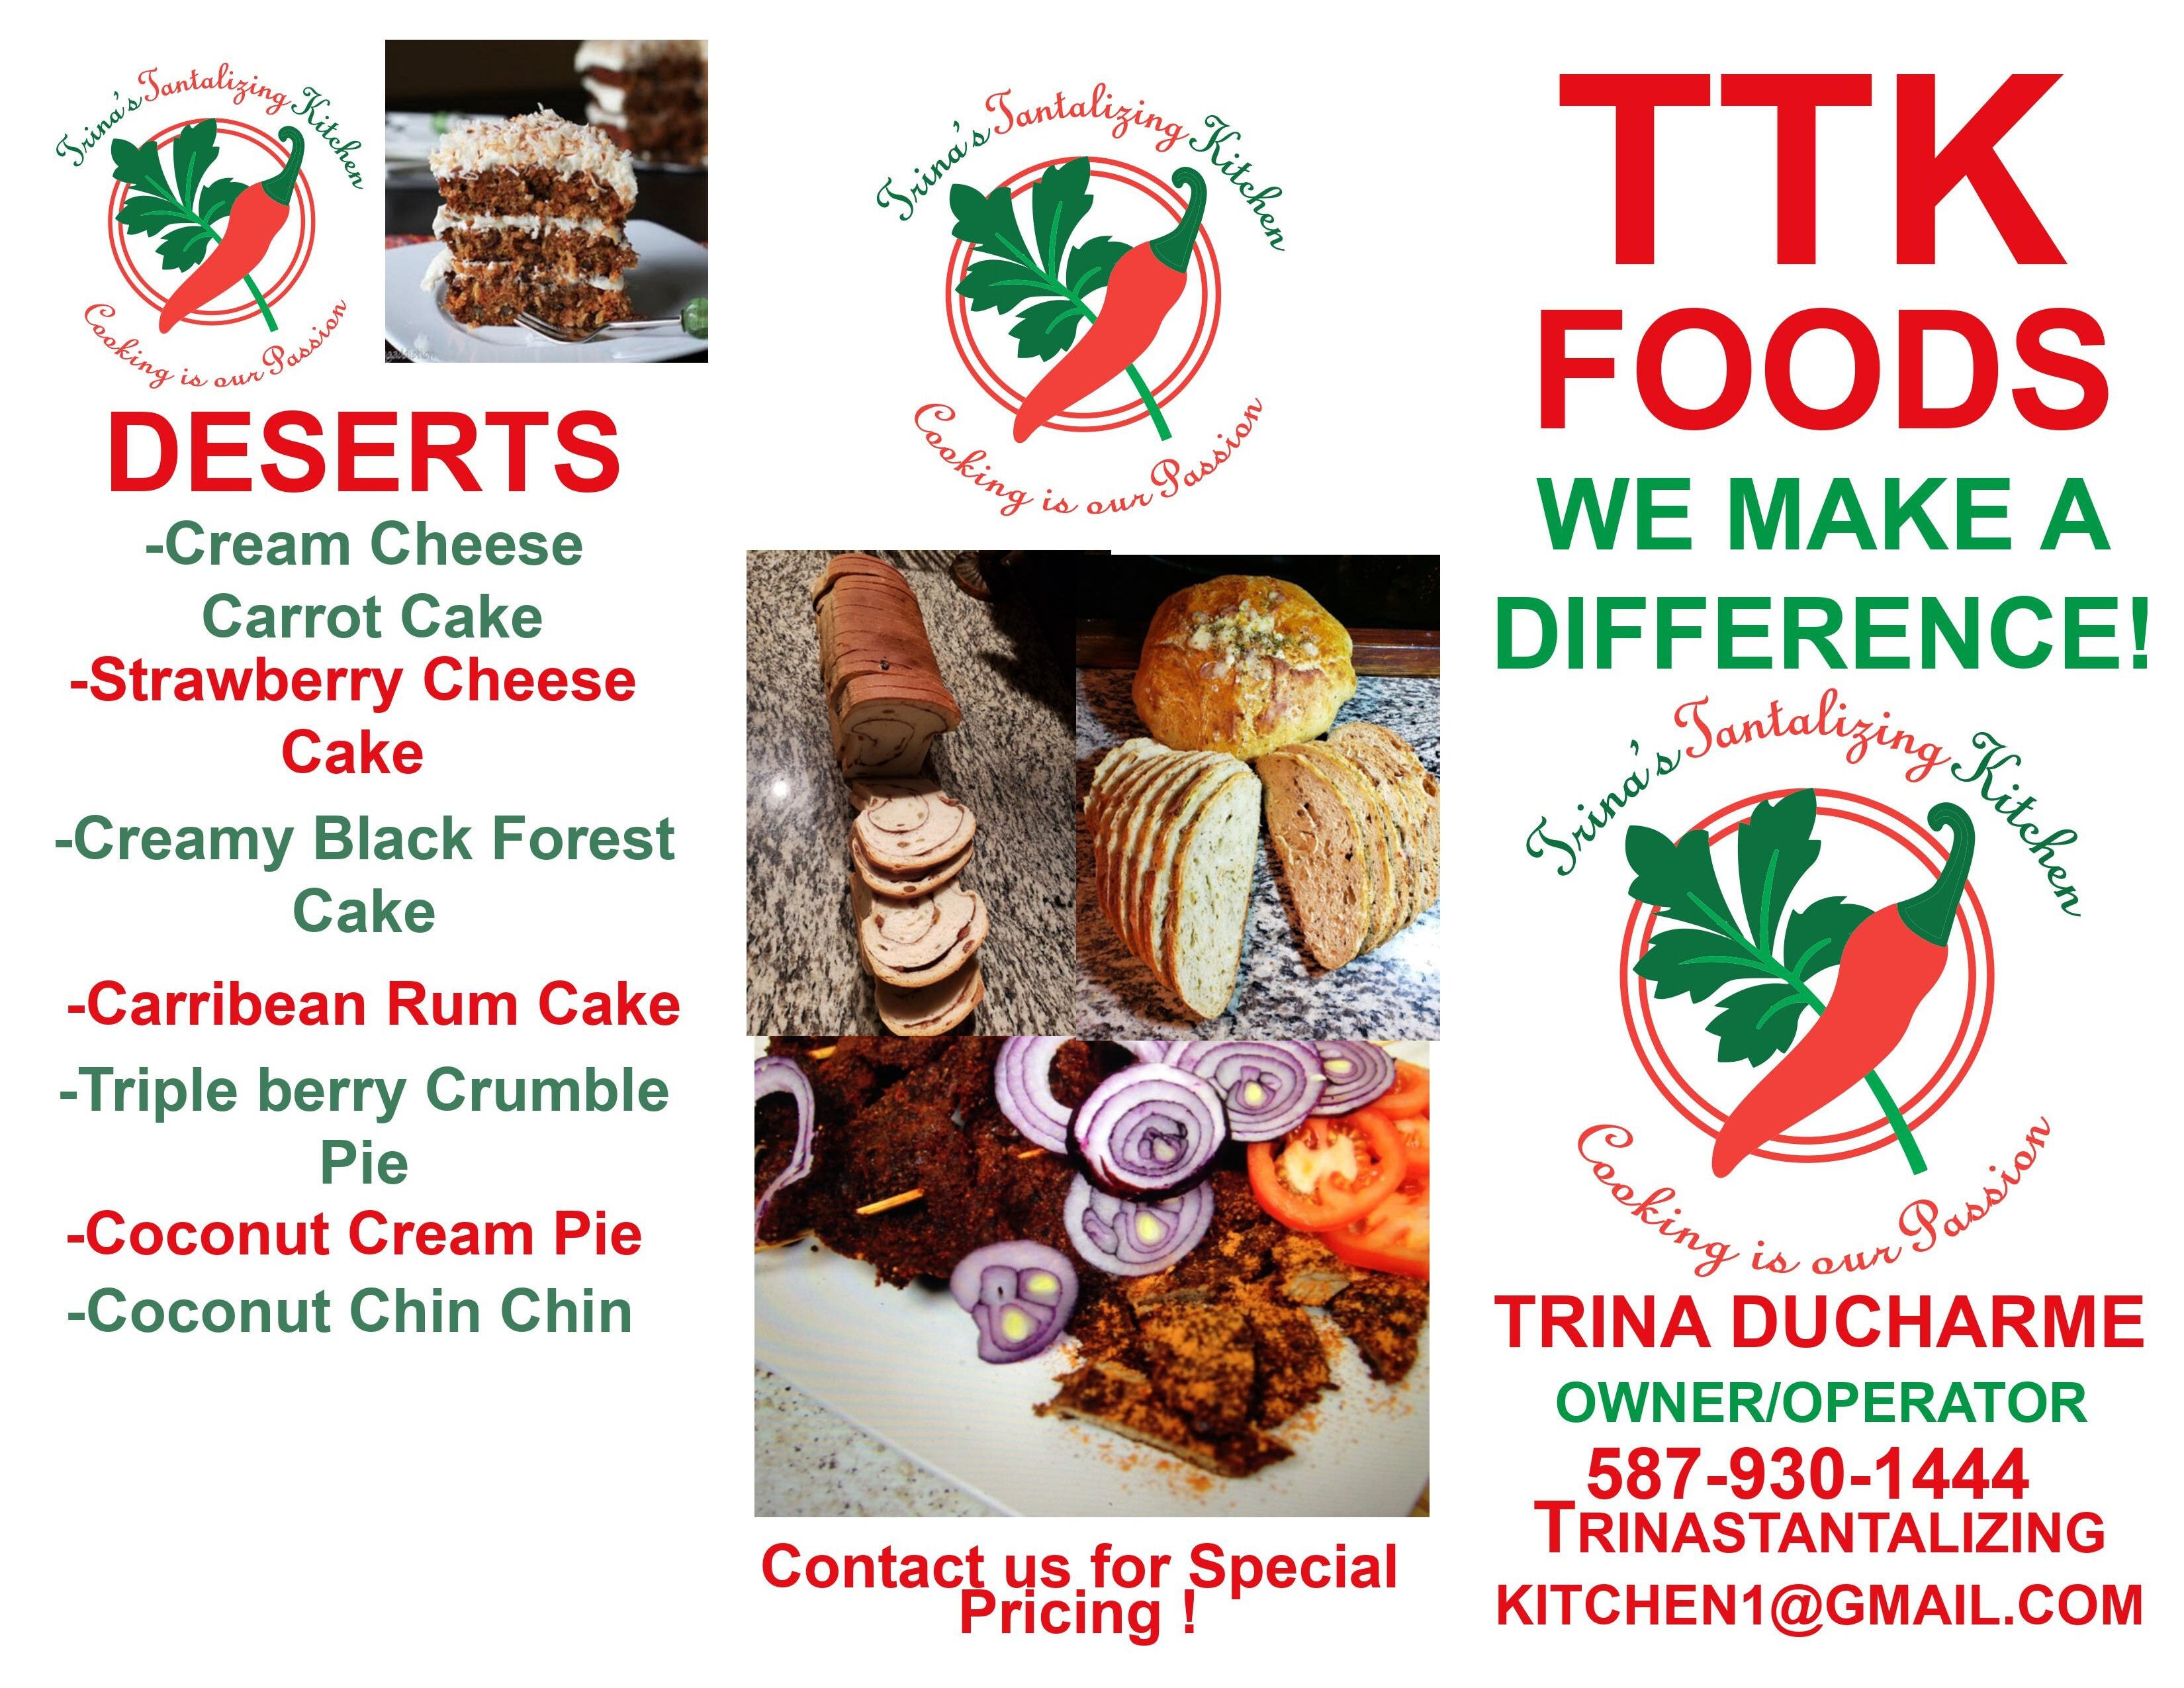 Trina's Tantalizing Kitchen
Cooking is our Passion
DESERTS
-Cream Cheese
Carrot Cake
-Strawberry Cheese
Cake
-Creamy Black Forest
Cake
-Carribean Rum Cake
-Triple berry Crumble
Pie
-Coconut Cream Pie
-Coconut Chin Chin
Trina's Tantalizing Kitchen
Cooking is our Passion
Contact us for Special
Pricing !
TTK
FOODS
WE MAKE A
DIFFERENCE!
Trina's Tantalizing Kitchen
Cooking is our Passion
TRINA DUCHARME
OWNER/OPERATOR
587-930-1444
TRINASTANTALIZING
KITCHEN1@GMAIL.COM